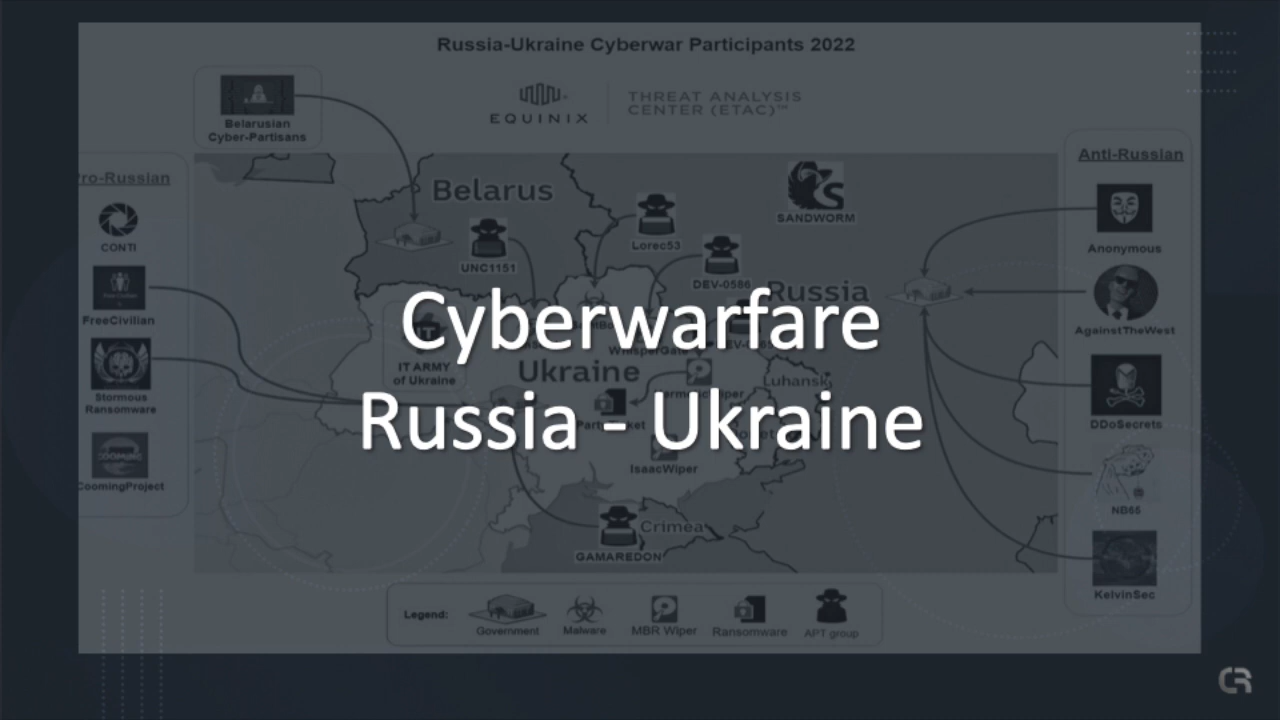 Russia-Ukraine Cyberwar Participants 2022
EQUINIX
THREAT ANALYSIS
CENTER (ETAC)™
Belarusian
Cyber-Partisans
Pro-Russian
CONTI
FreeCivilian
Stormous
Ransomware
CoomingProject
Belarus
UNC1151
Lorec53
DEV-0586
SANDWORM
Russia
WhisperGate
IT ARMY
of Ukraine
Ukraine
Luhansk
IsaacWiper
Crimea
GAMAREDON
Anti-Russian
Anonymous
AgainstTheWest
DDoSecrets
NB65
KelvinSec
Cyberwarfare
Russia - Ukraine
Legend:
Government
Malware
MBR Wiper
Ransomware
APT group
CR